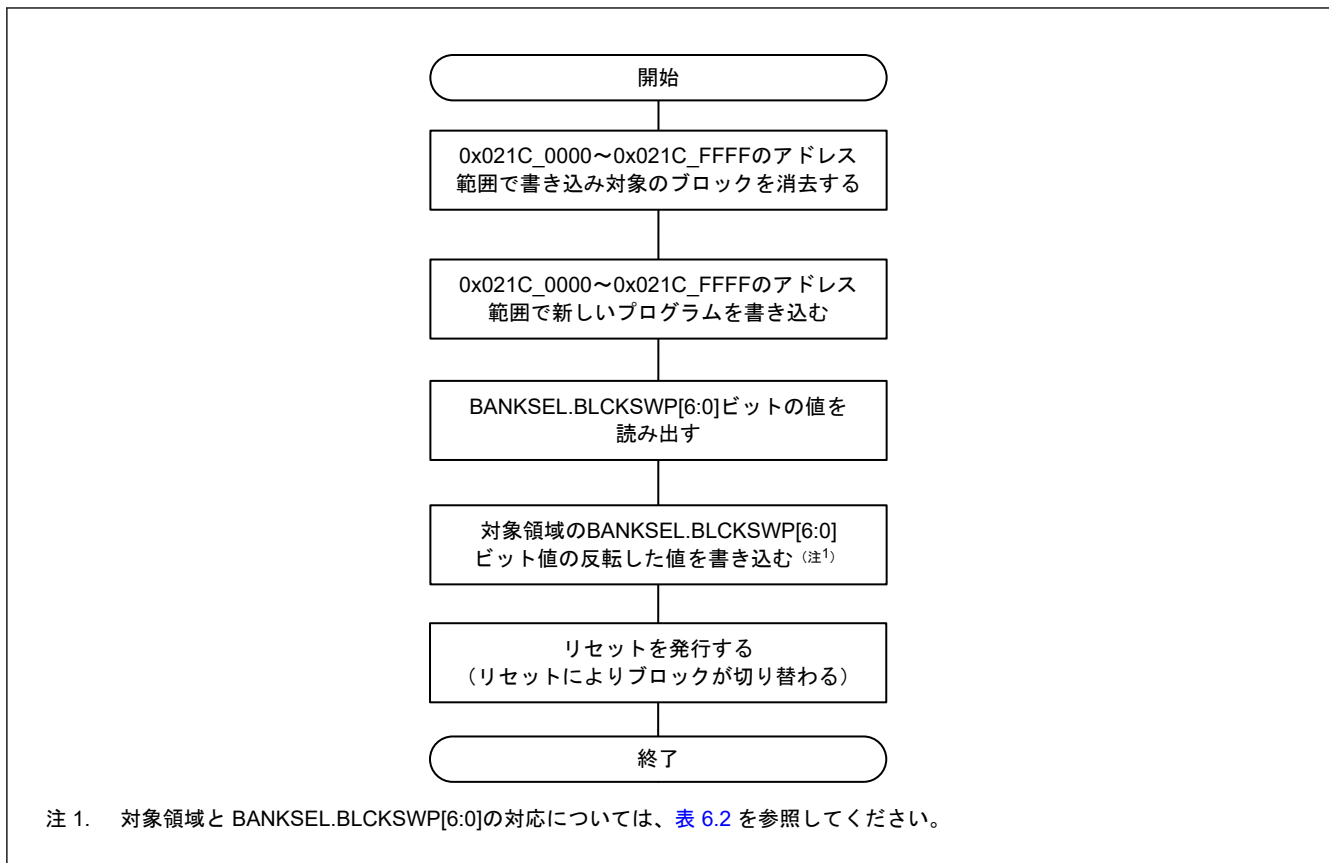 開始
0x021C_0000～0x021C_FFFFのアドレス
範囲で書き込み対象のブロックを消去する
0x021C_0000～0x021C_FFFFのアドレス
範囲で新しいプログラムを書き込む
BANKSEL.BLCKSWP[6:0]ビットの値を
読み出す
対象領域のBANKSEL.BLCKSWP[6:0]
ビット値の反転した値を書き込む（注1）
リセットを発行する
（リセットによりブロックが切り替わる）
終了
注 1. 対象領域と BANKSEL.BLCKSWP[6:0]の対応については、表 6.2 を参照してください。